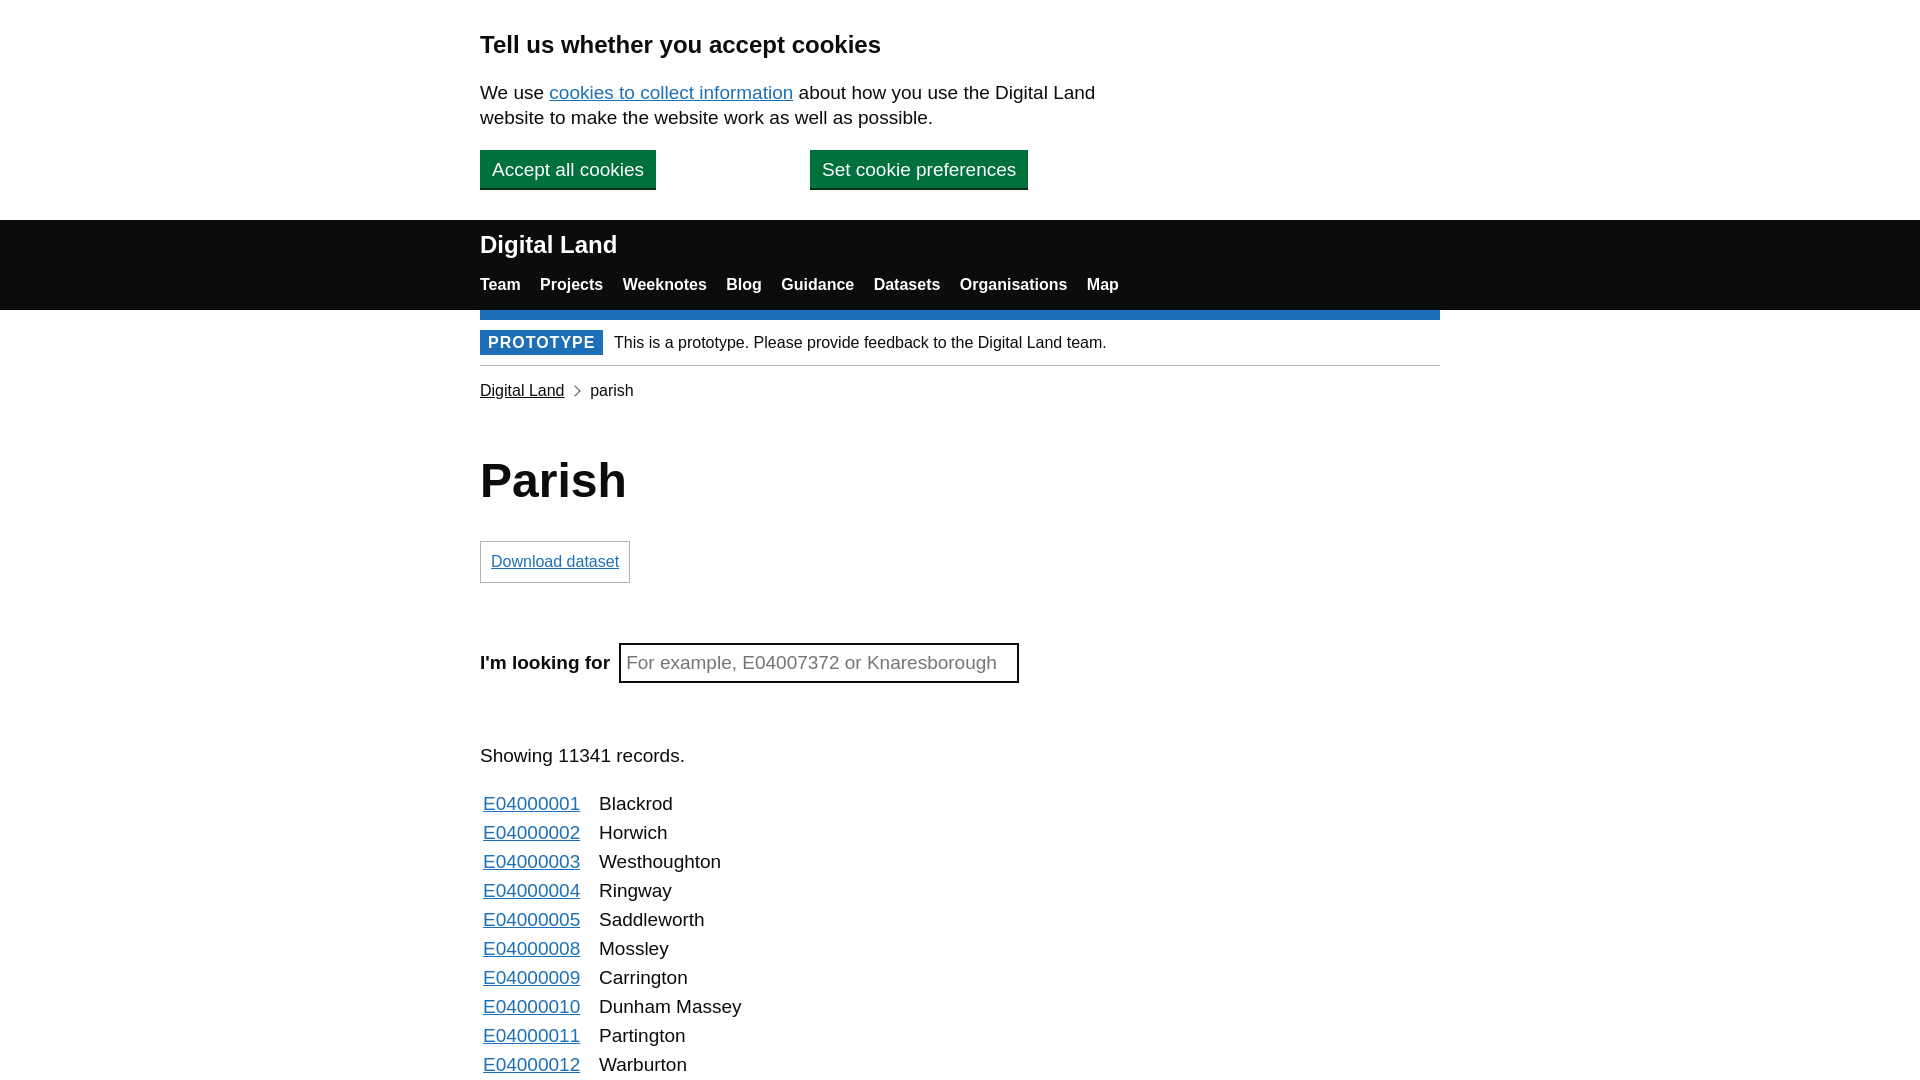 Tell us whether you accept cookies
We use cookies to collect information about how you use the Digital Land
website to make the website work as well as possible.
Accept all cookies Set cookie preferences
Digital Land
Team Projects Weeknotes Blog Guidance Datasets Organisations Map
PROTOTYPE This is a prototype. Please provide feedback to the Digital Land team.
Digital Land parish
Parish
Download dataset
I'm looking for For example, E04007372 or Knaresborough
Showing 11341 records.
E04000001 Blackrod
E04000002 Horwich
E04000003 Westhoughton
E04000004 Ringway
E04000005 Saddleworth
E04000008 Mossley
E04000009 Carrington
E04000010 Dunham Massey
E04000011 Partington
E04000012 Warburton